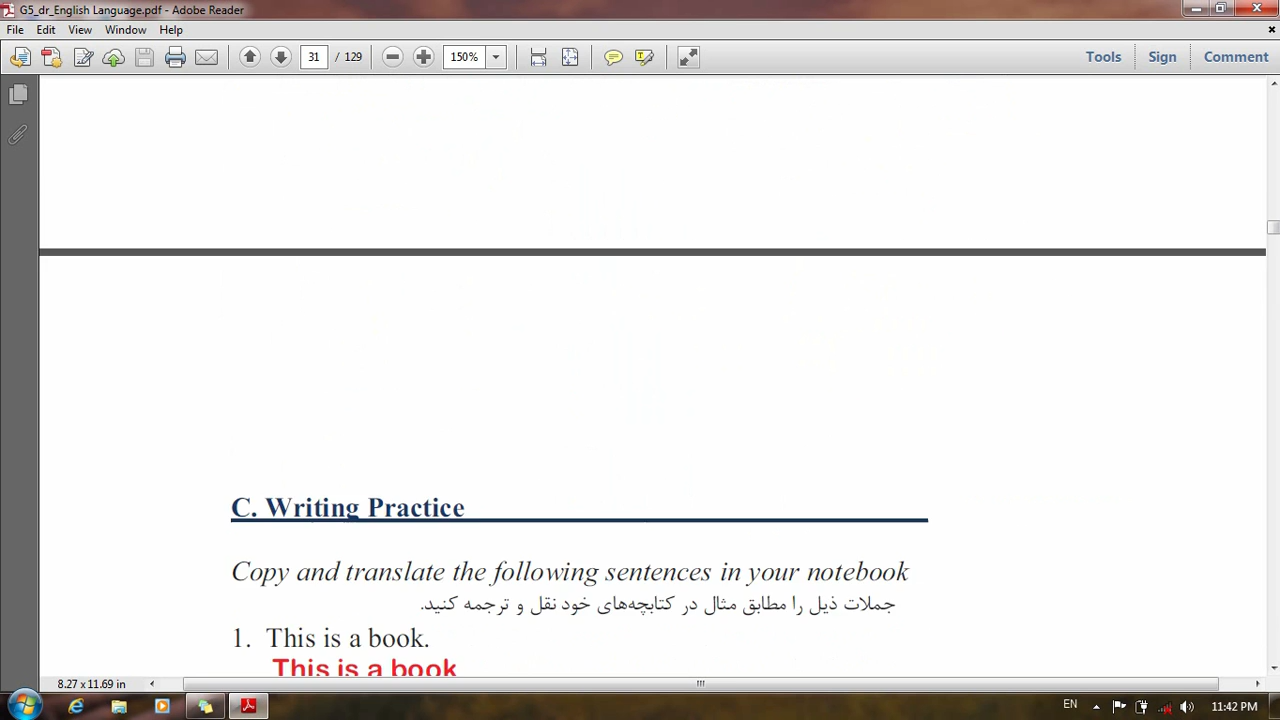 G5_dr_English Language.pdf - Adobe Reader
File Edit View Window Help
31 / 129 150% Tools Sign Comment
C. Writing Practice
Copy and translate the following sentences in your notebook
جملات ذیل را مطابق مثال در کتابچه‌های خود نقل و ترجمه کنید.
1. This is a book.
This is a book
8.27 x 11.69 in
EN 11:42 PM